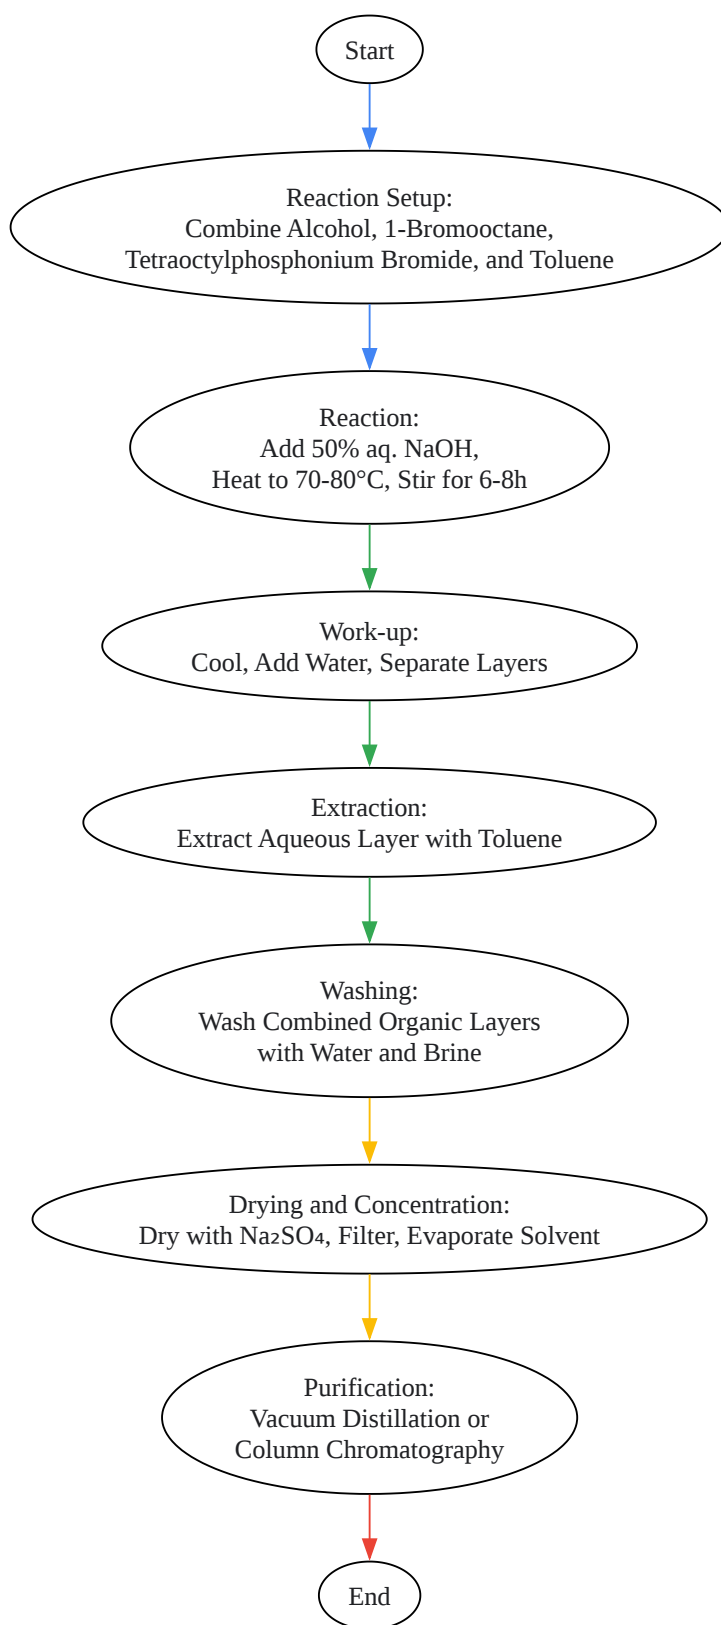 Start
Reaction Setup:
Combine Alcohol, 1-Bromooctane,
Tetraoctylphosphonium Bromide, and Toluene
Reaction:
Add 50% aq. NaOH,
Heat to 70-80°C, Stir for 6-8h
Work-up:
Cool, Add Water, Separate Layers
Extraction:
Extract Aqueous Layer with Toluene
Washing:
Wash Combined Organic Layers
with Water and Brine
Drying and Concentration:
Dry with Na₂SO₄, Filter, Evaporate Solvent
Purification:
Vacuum Distillation or
Column Chromatography
End